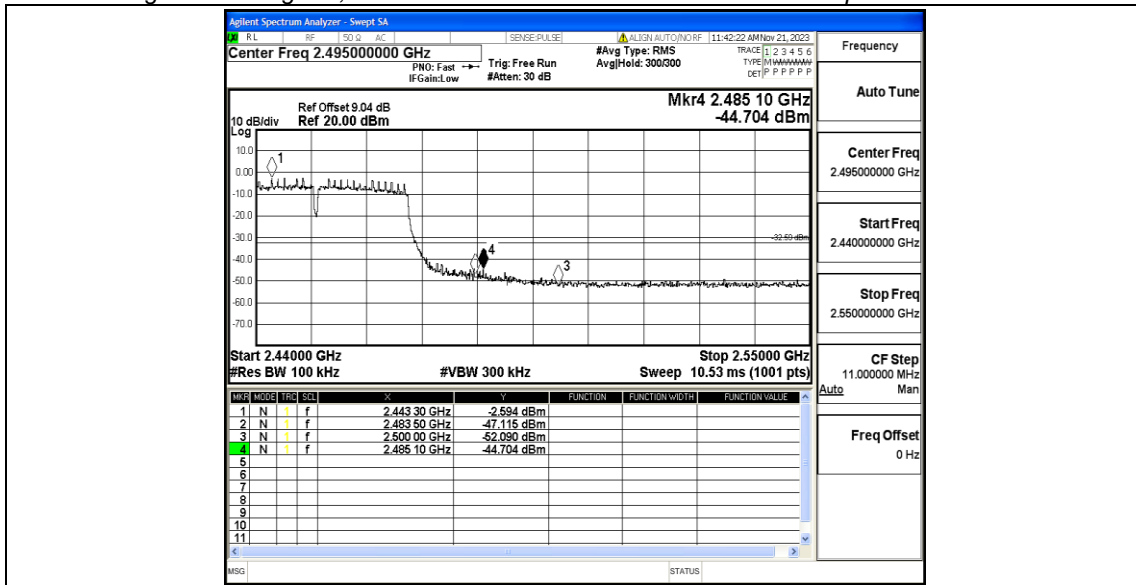 Agilent Spectrum Analyzer - Swept SA
RL RF 50 Ω AC SENSE:PULSE ALIGN AUTO/NO RF 11:42:22 AM Nov 21, 2023
Center Freq 2.495000000 GHz
PNO: Fast
IFGain:Low
Trig: Free Run
#Atten: 30 dB
#Avg Type: RMS
Avg|Hold: 300/300
TRACE 1 2 3 4 5 6
TYPE M
DET P P P P P P
Frequency
Auto Tune
Center Freq
2.495000000 GHz
Start Freq
2.440000000 GHz
Stop Freq
2.550000000 GHz
CF Step
11.000000 MHz
Auto Man
Freq Offset
0 Hz
Mkr4 2.485 10 GHz
-44.704 dBm
Ref Offset 9.04 dB
10 dB/div Ref 20.00 dBm
Log
10.0
0.00
-10.0
-20.0
-30.0
-40.0
-50.0
-60.0
-70.0
1
4
3
-32.59 dBm
Start 2.44000 GHz Stop 2.55000 GHz
#Res BW 100 kHz #VBW 300 kHz Sweep 10.53 ms (1001 pts)
MKR MODE TRC SCL X Y FUNCTION FUNCTION WIDTH FUNCTION VALUE
1 N 1 f 2.443 30 GHz -2.594 dBm
2 N 1 f 2.483 50 GHz -47.115 dBm
3 N 1 f 2.500 00 GHz -52.090 dBm
4 N 1 f 2.485 10 GHz -44.704 dBm
5
6
7
8
9
10
11
MSG STATUS